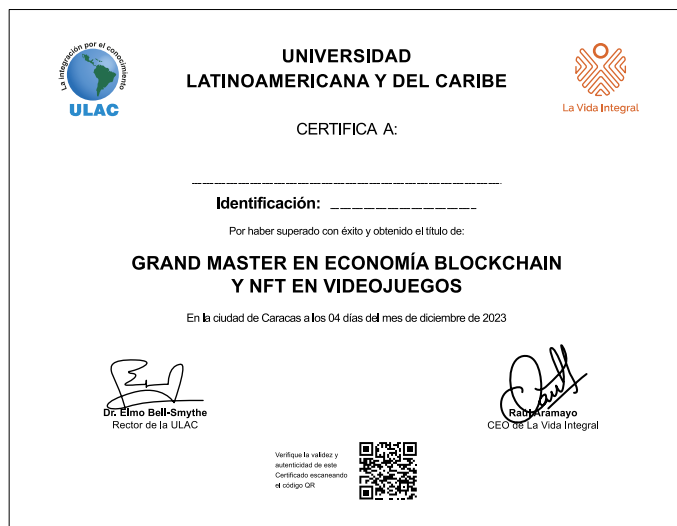 La integración por el conocimiento
ULAC
UNIVERSIDAD
LATINOAMERICANA Y DEL CARIBE
La Vida Integral
CERTIFICA A:
Identificación:
Por haber superado con éxito y obtenido el título de:
GRAND MASTER EN ECONOMÍA BLOCKCHAIN
Y NFT EN VIDEOJUEGOS
En la ciudad de Caracas a los 04 días del mes de diciembre de 2023
Dr. Elmo Bell-Smythe
Rector de la ULAC
Raul Aramayo
CEO de La Vida Integral
Verifique la validez y
autenticidad de este
Certificado escaneando
el código QR